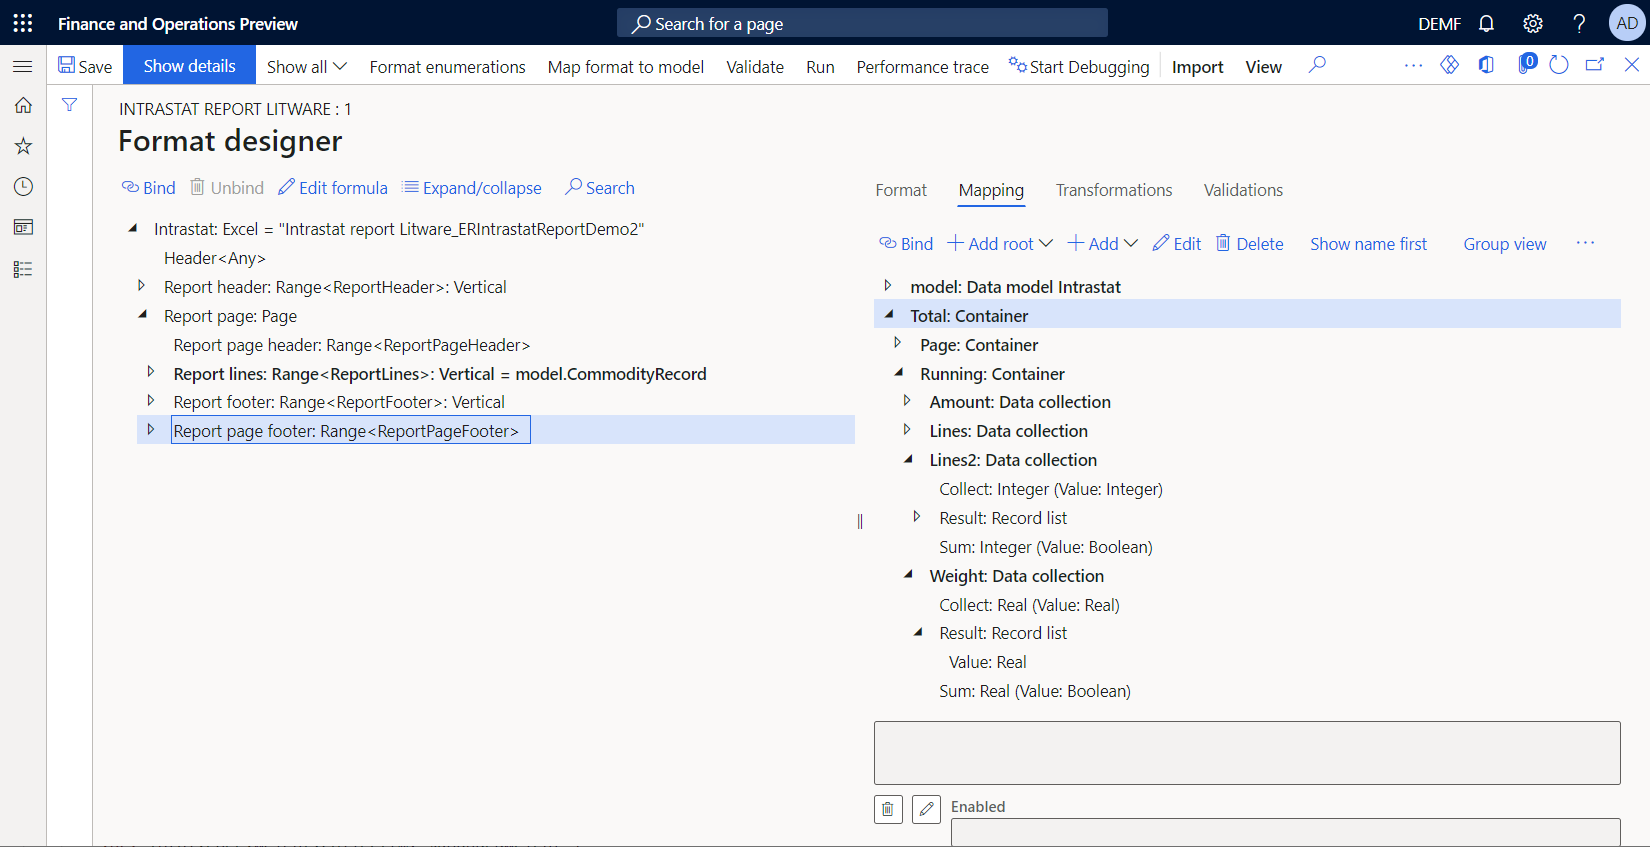 Finance and Operations Preview
Search for a page
DEMF
?
AD
Save
Show details
Show all
Format enumerations
Map format to model
Validate
Run
Performance trace
Start Debugging
Import
View
...
0
INTRASTAT REPORT LITWARE : 1
Format designer
Bind
Unbind
Edit formula
Expand/collapse
Search
Intrastat: Excel = "Intrastat report Litware_ERIntrastatReportDemo2"
Header<Any>
Report header: Range<ReportHeader>: Vertical
Report page: Page
Report page header: Range<ReportPageHeader>
Report lines: Range<ReportLines>: Vertical = model.CommodityRecord
Report footer: Range<ReportFooter>: Vertical
Report page footer: Range<ReportPageFooter>
Format
Mapping
Transformations
Validations
Bind
Add root
Add
Edit
Delete
Show name first
Group view
...
model: Data model Intrastat
Total: Container
Page: Container
Running: Container
Amount: Data collection
Lines: Data collection
Lines2: Data collection
Collect: Integer (Value: Integer)
Result: Record list
Sum: Integer (Value: Boolean)
Weight: Data collection
Collect: Real (Value: Real)
Result: Record list
Value: Real
Sum: Real (Value: Boolean)
Enabled